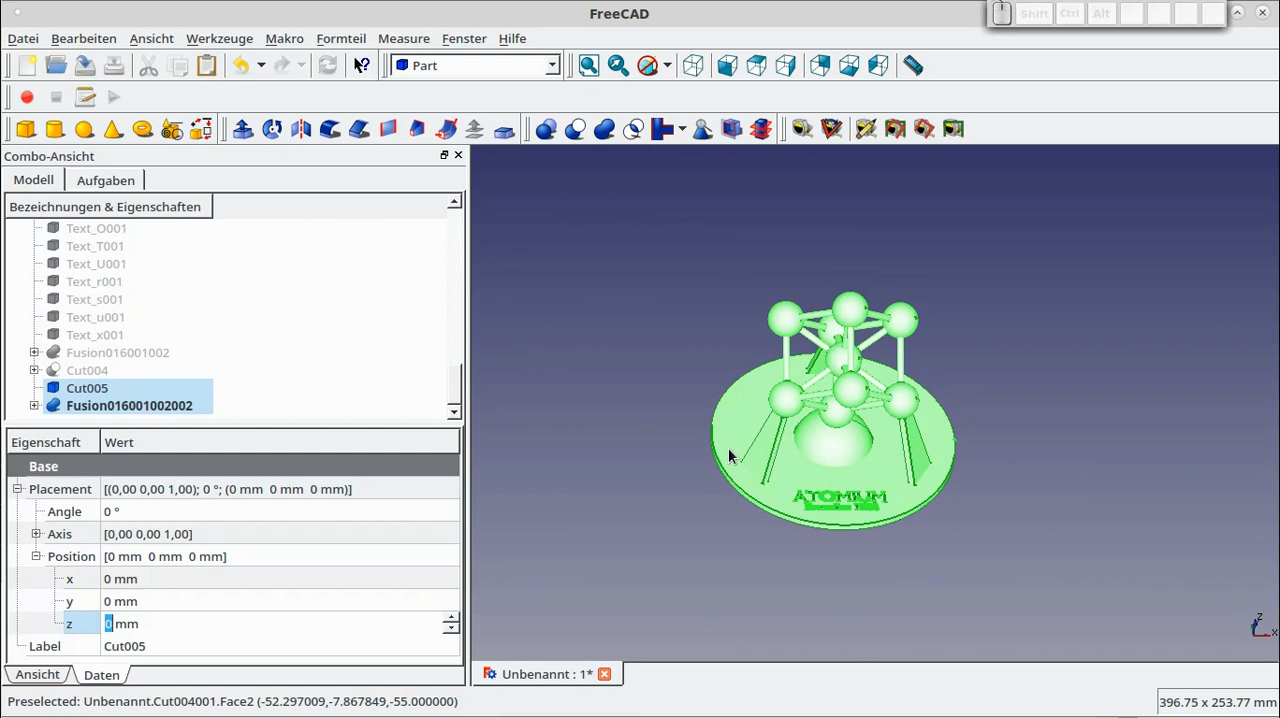 FreeCAD
Shift Ctrl Alt
Datei Bearbeiten Ansicht Werkzeuge Makro Formteil Measure Fenster Hilfe
Part
Combo-Ansicht
Modell Aufgaben
Bezeichnungen & Eigenschaften
Text_O001
Text_T001
Text_U001
Text_r001
Text_s001
Text_u001
Text_x001
Fusion016001002
Cut004
Cut005
Fusion016001002002
Eigenschaft Wert
Base
Placement [(0,00 0,00 1,00); 0 °; (0 mm 0 mm 0 mm)]
Angle 0 °
Axis [0,00 0,00 1,00]
Position [0 mm 0 mm 0 mm]
x 0 mm
y 0 mm
z 0 mm
Label Cut005
ATOMIUM
z
x
Ansicht Daten
Unbenannt : 1*
Preselected: Unbenannt.Cut004001.Face2 (-52.297009,-7.867849,-55.000000)
396.75 x 253.77 mm